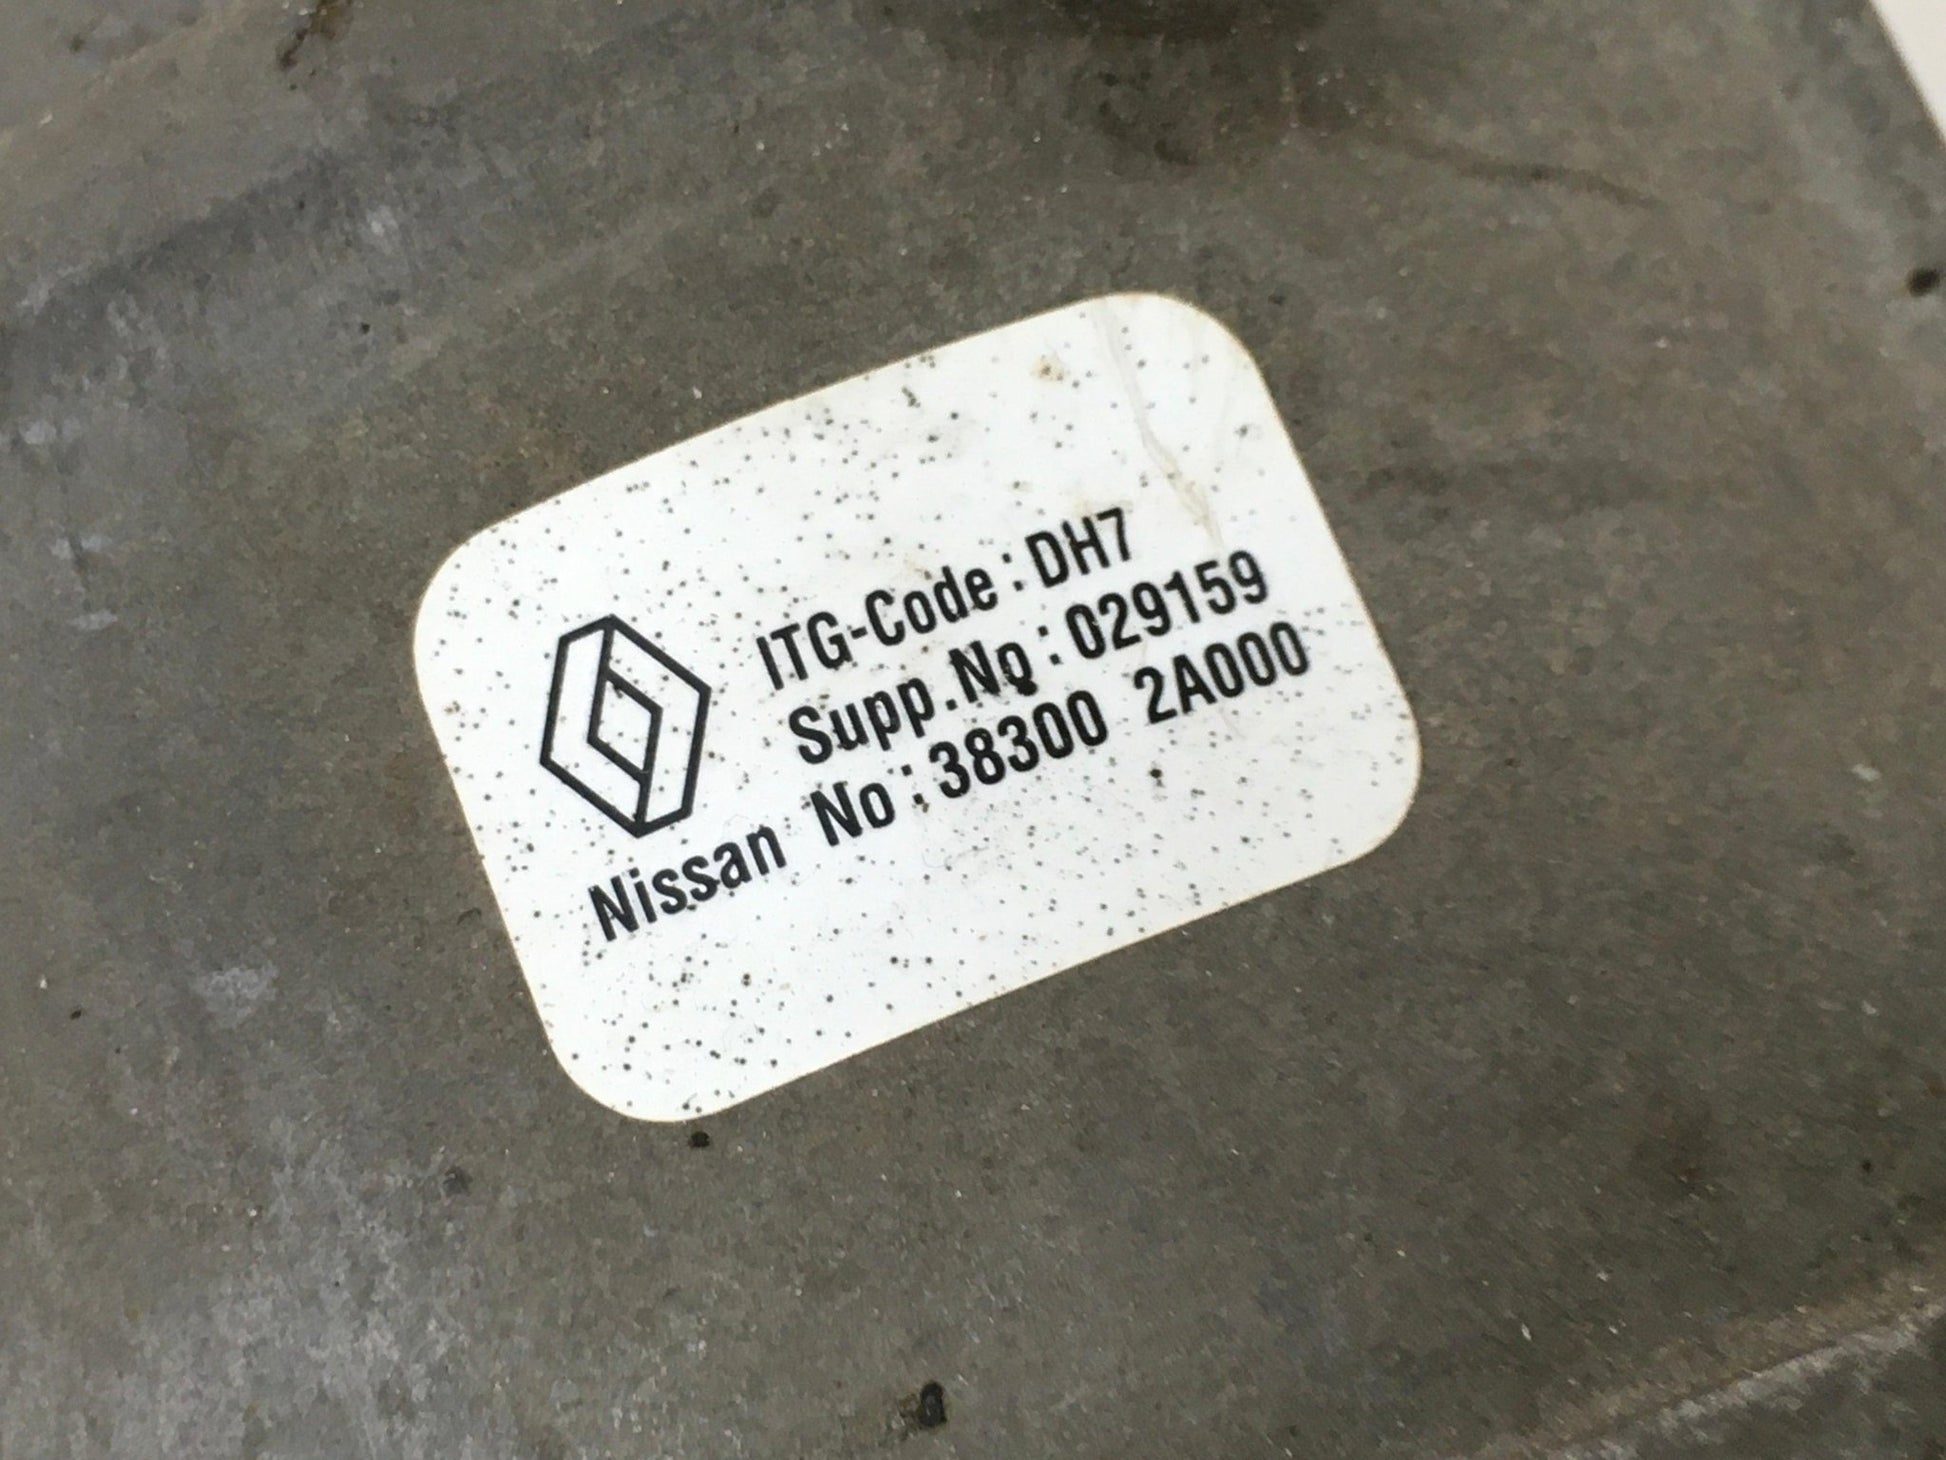 ITG-Code : DH7
Supp.No : 029159
Nissan No : 38300 2A000